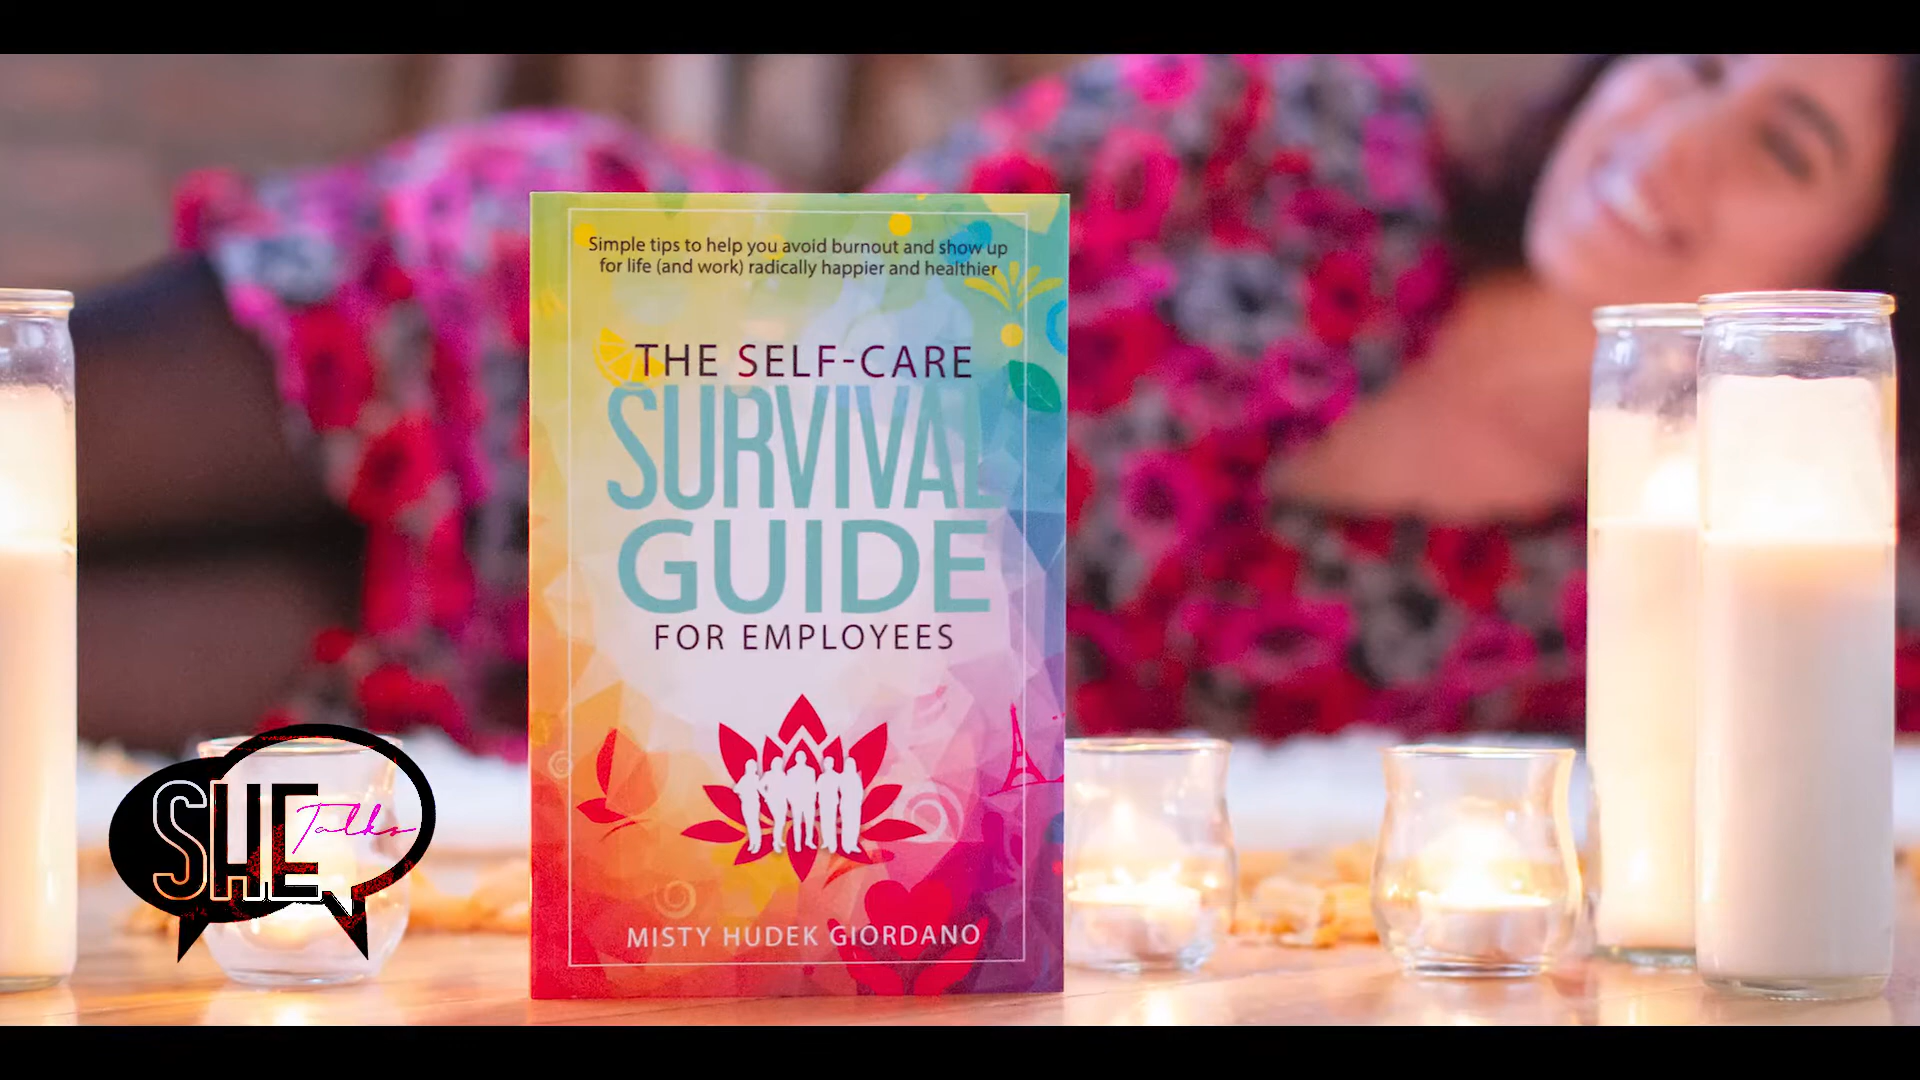 Simple tips to help you avoid burnout and show up
for life (and work) radically happier and healthier
THE SELF-CARE
SURVIVAL
GUIDE
FOR EMPLOYEES
MISTY HUDEK GIORDANO
SHE
Talks